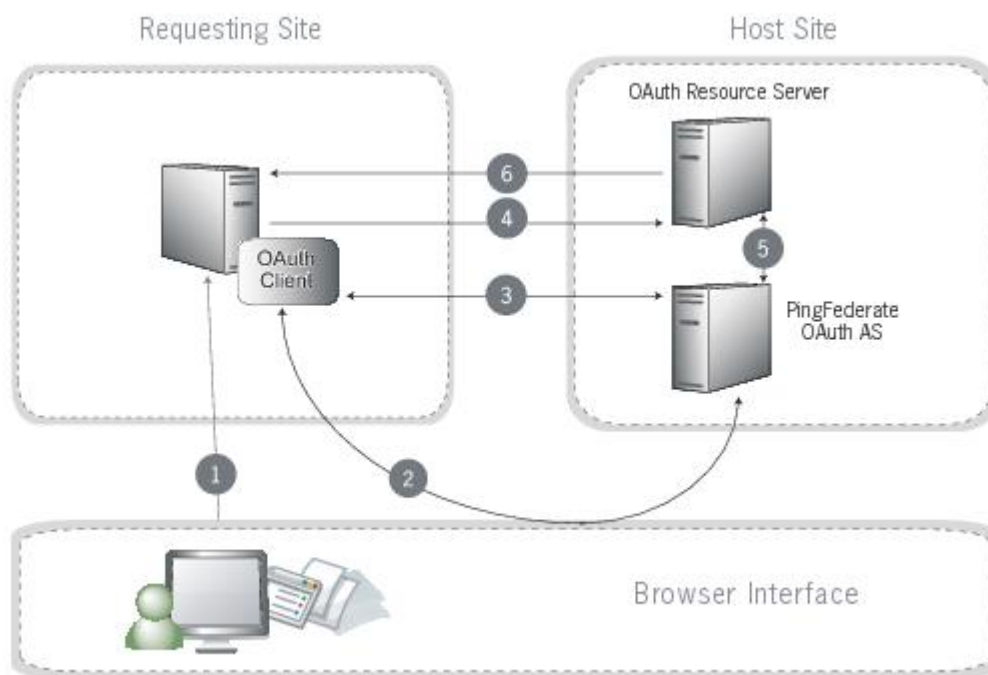 Requesting Site
Host Site
OAuth Resource Server
6
4
5
OAuth
Client
3
PingFederate
OAuth AS
1
2
Browser Interface